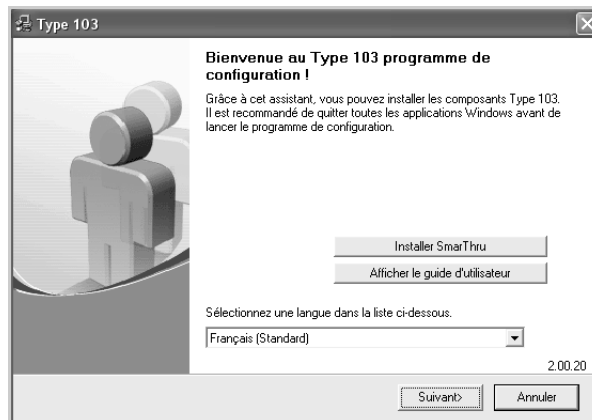 Type 103
Bienvenue au Type 103 programme de
configuration !
Grâce à cet assistant, vous pouvez installer les composants Type 103.
Il est recommandé de quitter toutes les applications Windows avant de
lancer le programme de configuration.
Installer SmarThru
Afficher le guide d'utilisateur
Sélectionnez une langue dans la liste ci-dessous.
Français (Standard)
2.00.20
Suivant>
Annuler